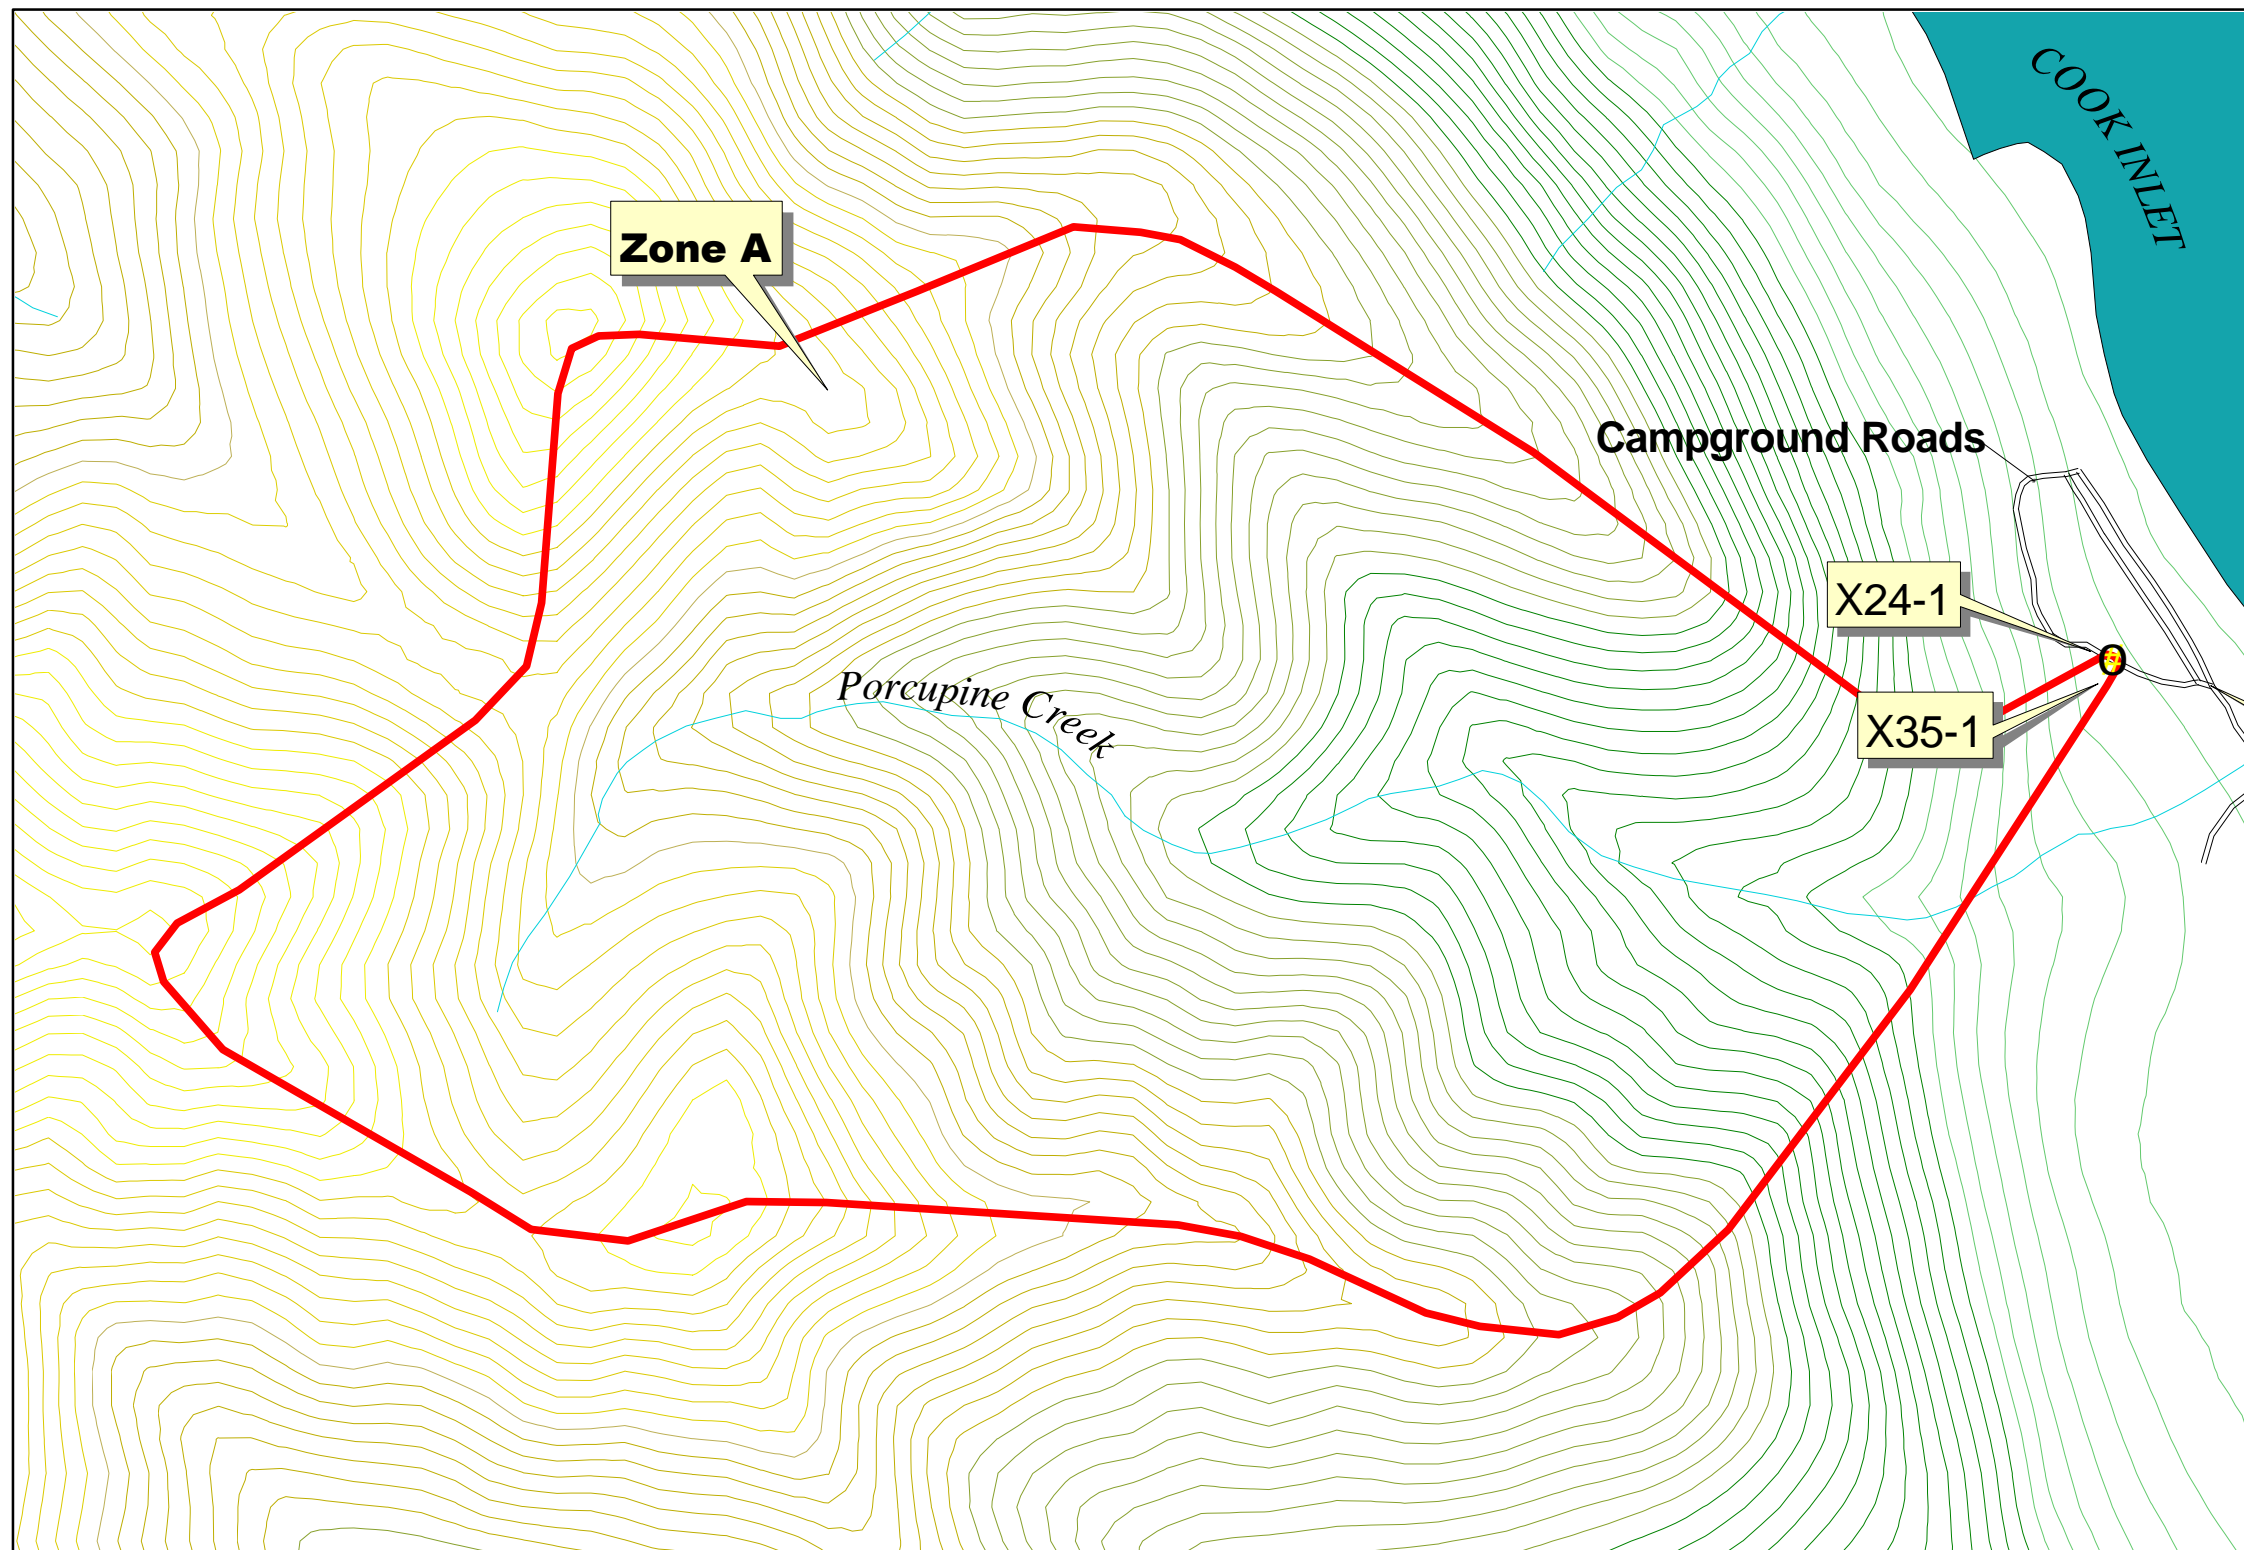 COOK INLET
Zone A
Campground Roads
X24-1
O
Porcupine Creek
X35-1